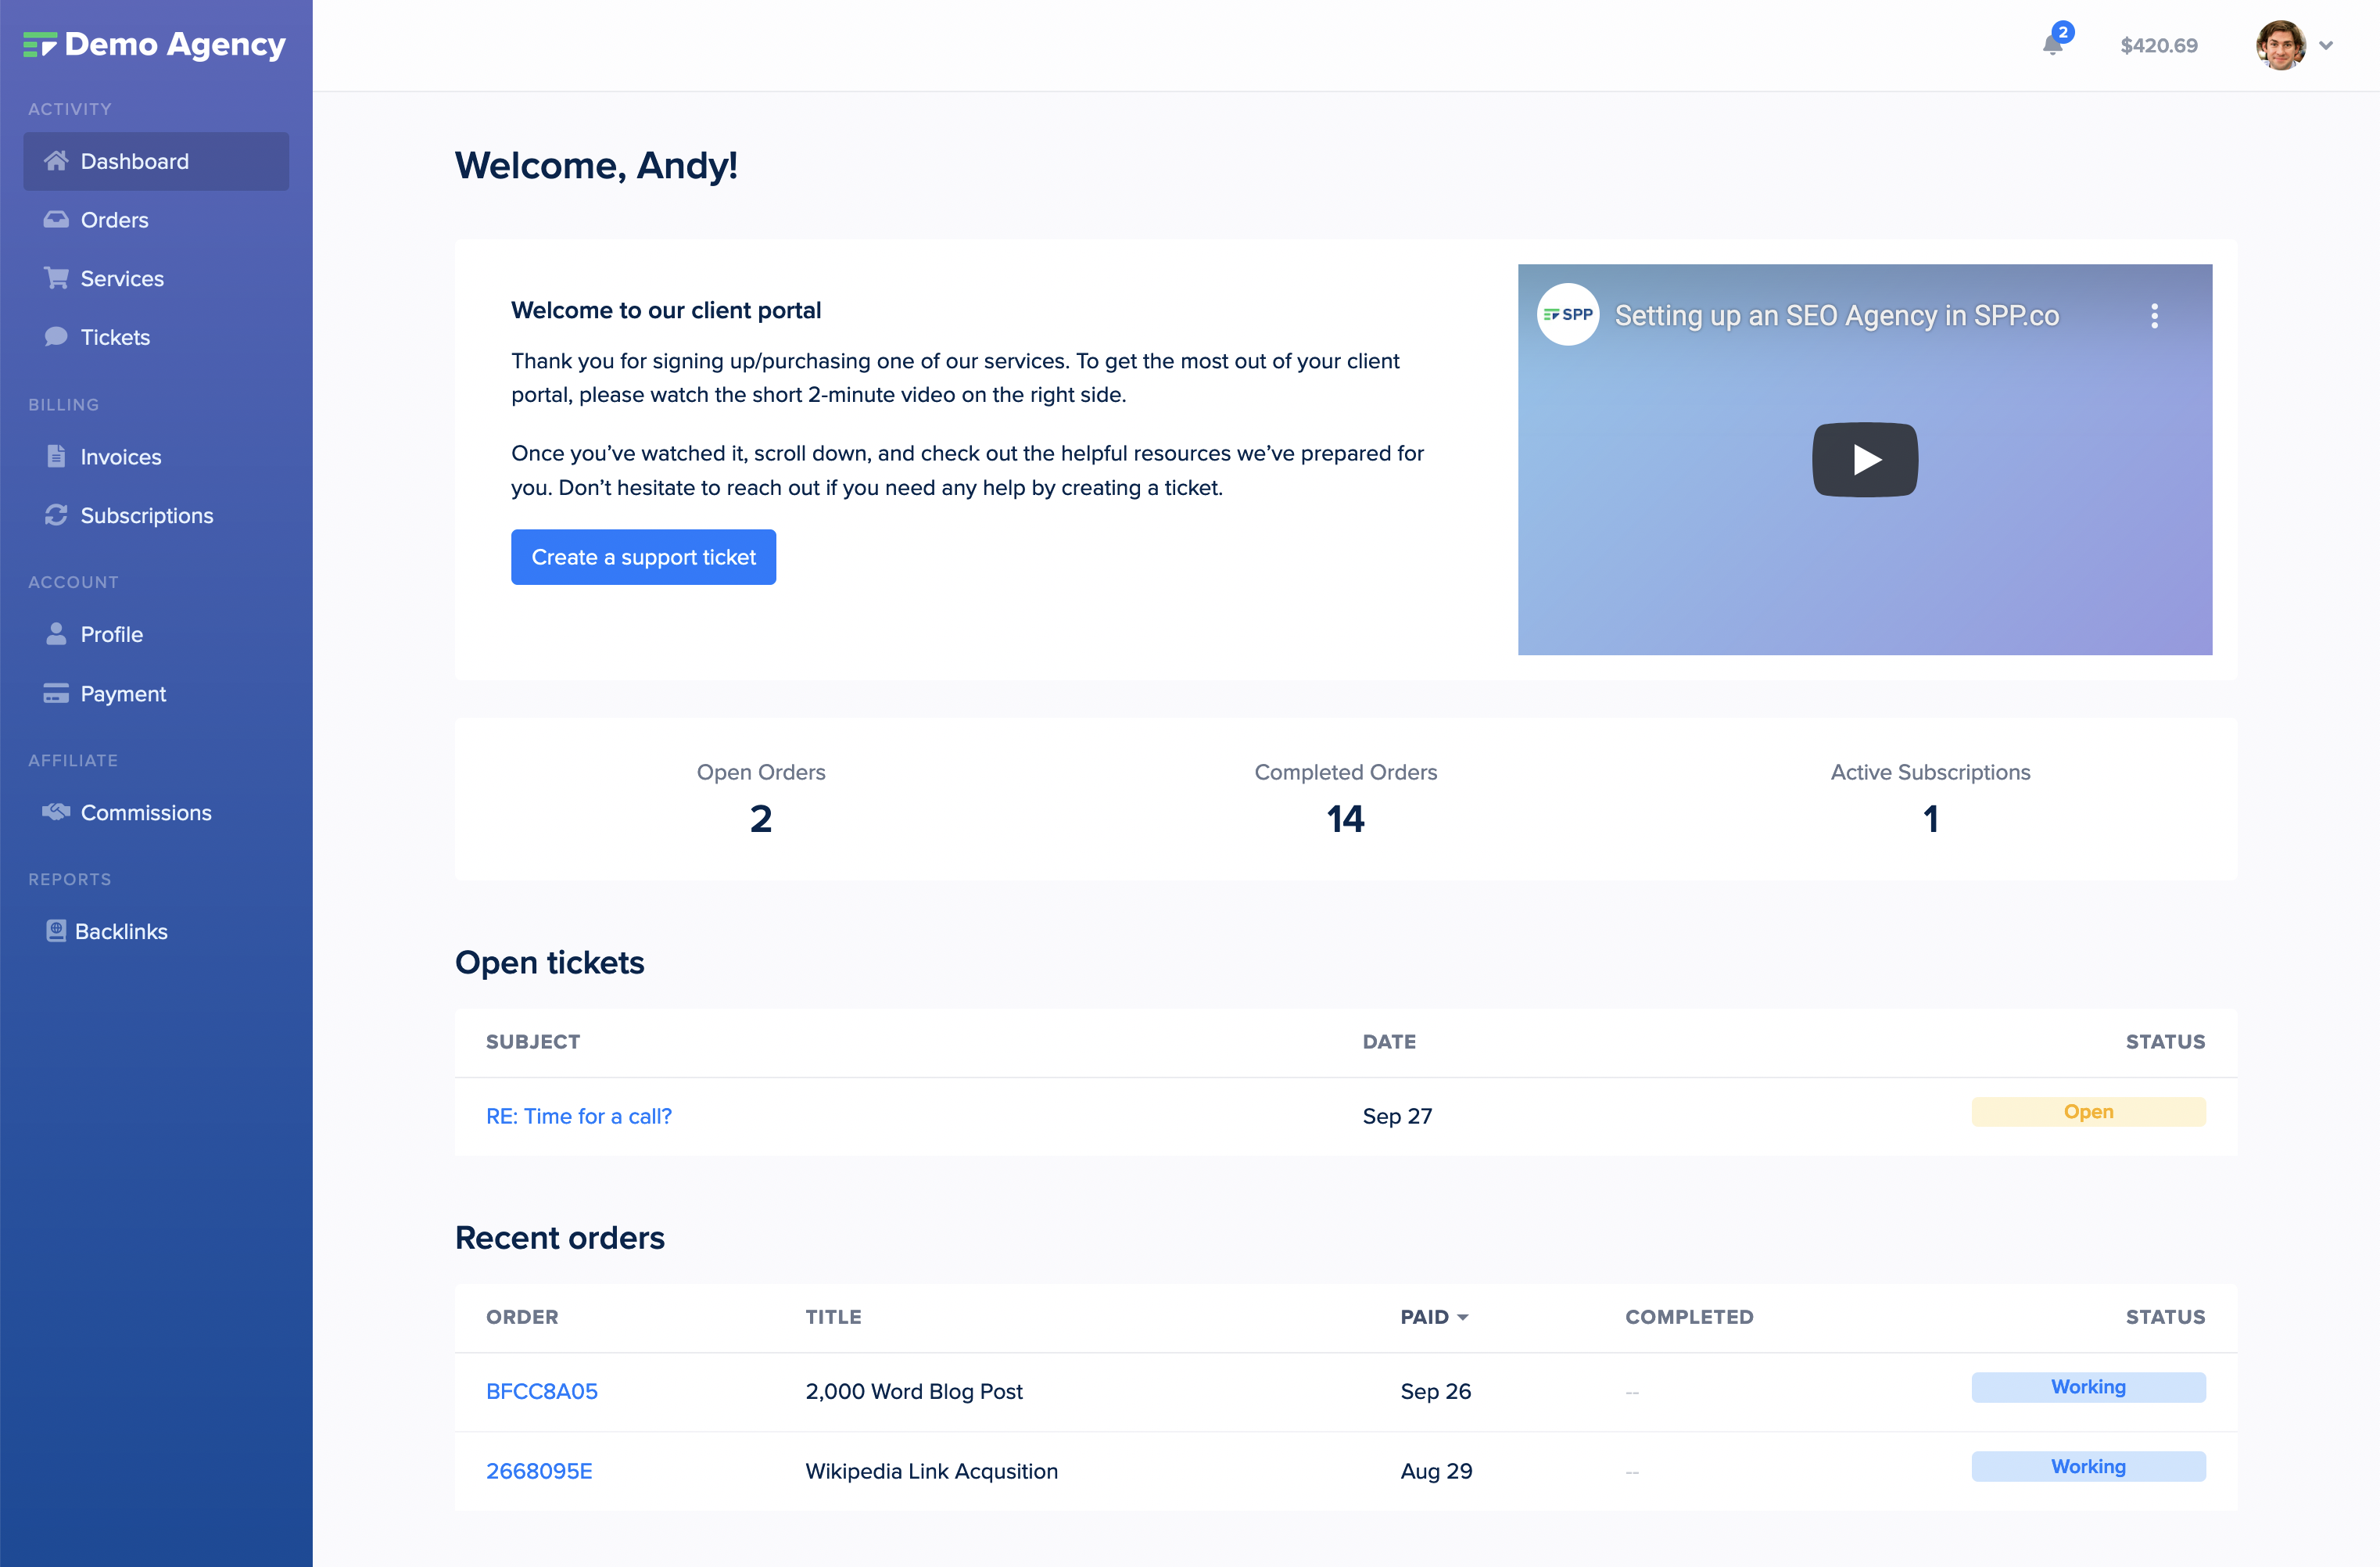 Demo Agency
ACTIVITY
Dashboard
Orders
Services
Tickets
BILLING
Invoices
Subscriptions
ACCOUNT
Profile
Payment
AFFILIATE
Commissions
REPORTS
Backlinks
2
$420.69
Welcome, Andy!
Welcome to our client portal
Thank you for signing up/purchasing one of our services. To get the most out of your client
portal, please watch the short 2-minute video on the right side.
Once you’ve watched it, scroll down, and check out the helpful resources we’ve prepared for
you. Don’t hesitate to reach out if you need any help by creating a ticket.
Create a support ticket
SPP Setting up an SEO Agency in SPP.co
Open Orders Completed Orders Active Subscriptions
2 14 1
Open tickets
SUBJECT DATE STATUS
RE: Time for a call? Sep 27 Open
Recent orders
ORDER TITLE PAID COMPLETED STATUS
BFCC8A05 2,000 Word Blog Post Sep 26 -- Working
2668095E Wikipedia Link Acqusition Aug 29 -- Working